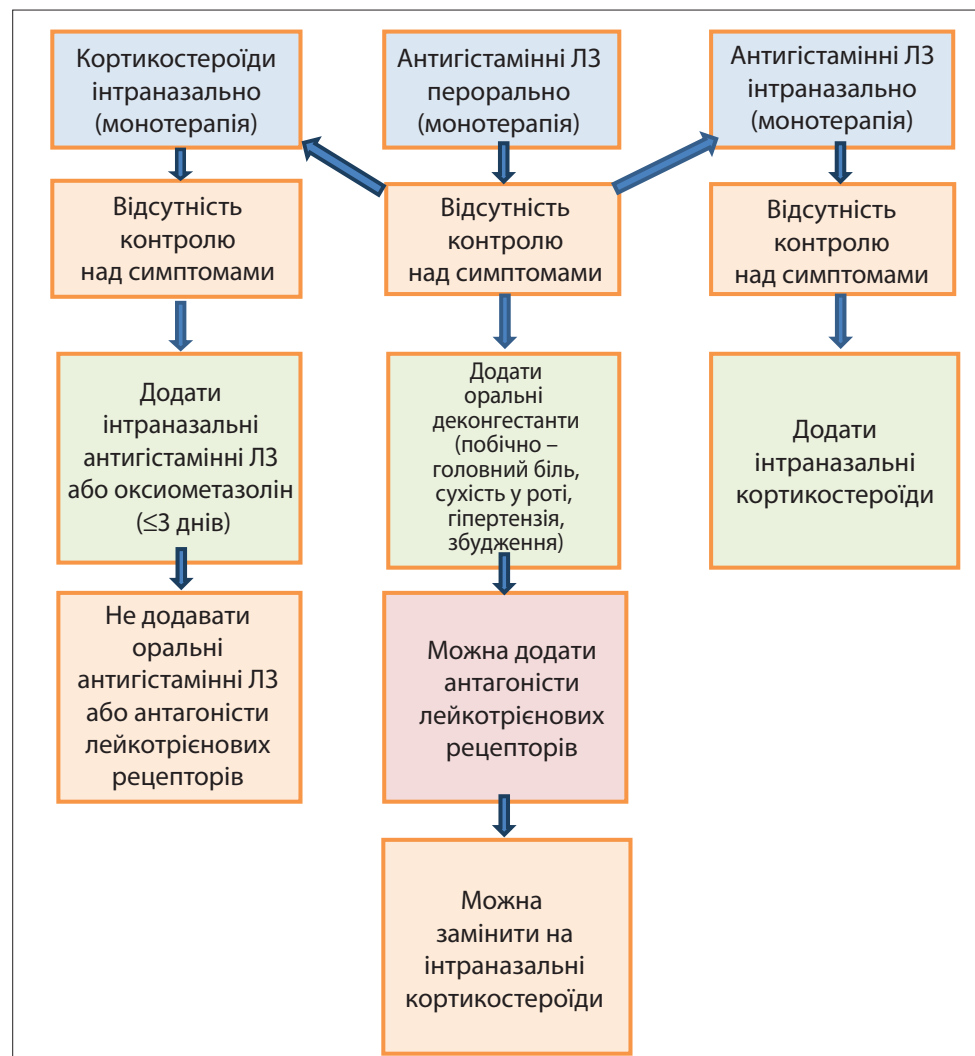 Кортикостероїди
інтраназально
(монотерапія)
Антигістамінні ЛЗ
перорально
(монотерапія)
Антигістамінні ЛЗ
інтраназально
(монотерапія)
Відсутність
контролю
над симптомами
Відсутність
контролю
над симптомами
Відсутність
контролю
над симптомами
Додати
інтраназальні
антигістамінні ЛЗ
або оксиометазолін
(≤3 днів)
Додати
оральні
деконгестанти
(побічно –
головний біль,
сухість у роті,
гіпертензія,
збудження)
Додати
інтраназальні
кортикостероїди
Не додавати
оральні
антигістамінні ЛЗ
або антагоністи
лейкотрієнових
рецепторів
Можна додати
антагоністи
лейкотрієнових
рецепторів
Можна
замінити на
інтраназальні
кортикостероїди